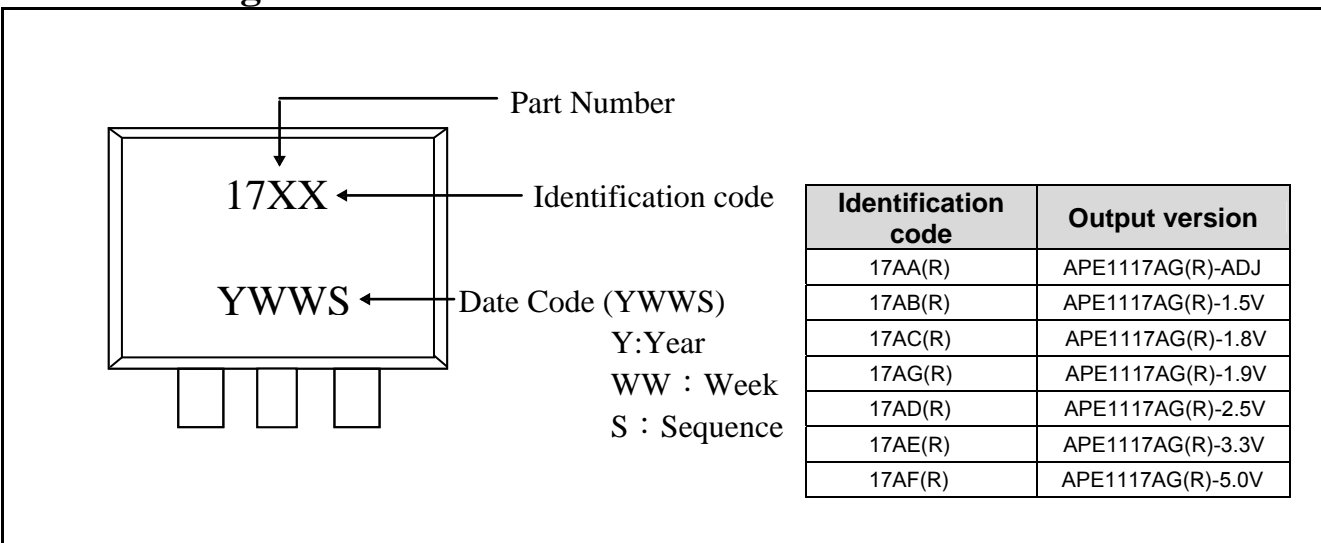 Part Number
17XX
Identification code
YWWS
Date Code (YWWS)
Y:Year
WW：Week
S：Sequence
Identification code Output version
17AA(R) APE1117AG(R)-ADJ
17AB(R) APE1117AG(R)-1.5V
17AC(R) APE1117AG(R)-1.8V
17AG(R) APE1117AG(R)-1.9V
17AD(R) APE1117AG(R)-2.5V
17AE(R) APE1117AG(R)-3.3V
17AF(R) APE1117AG(R)-5.0V